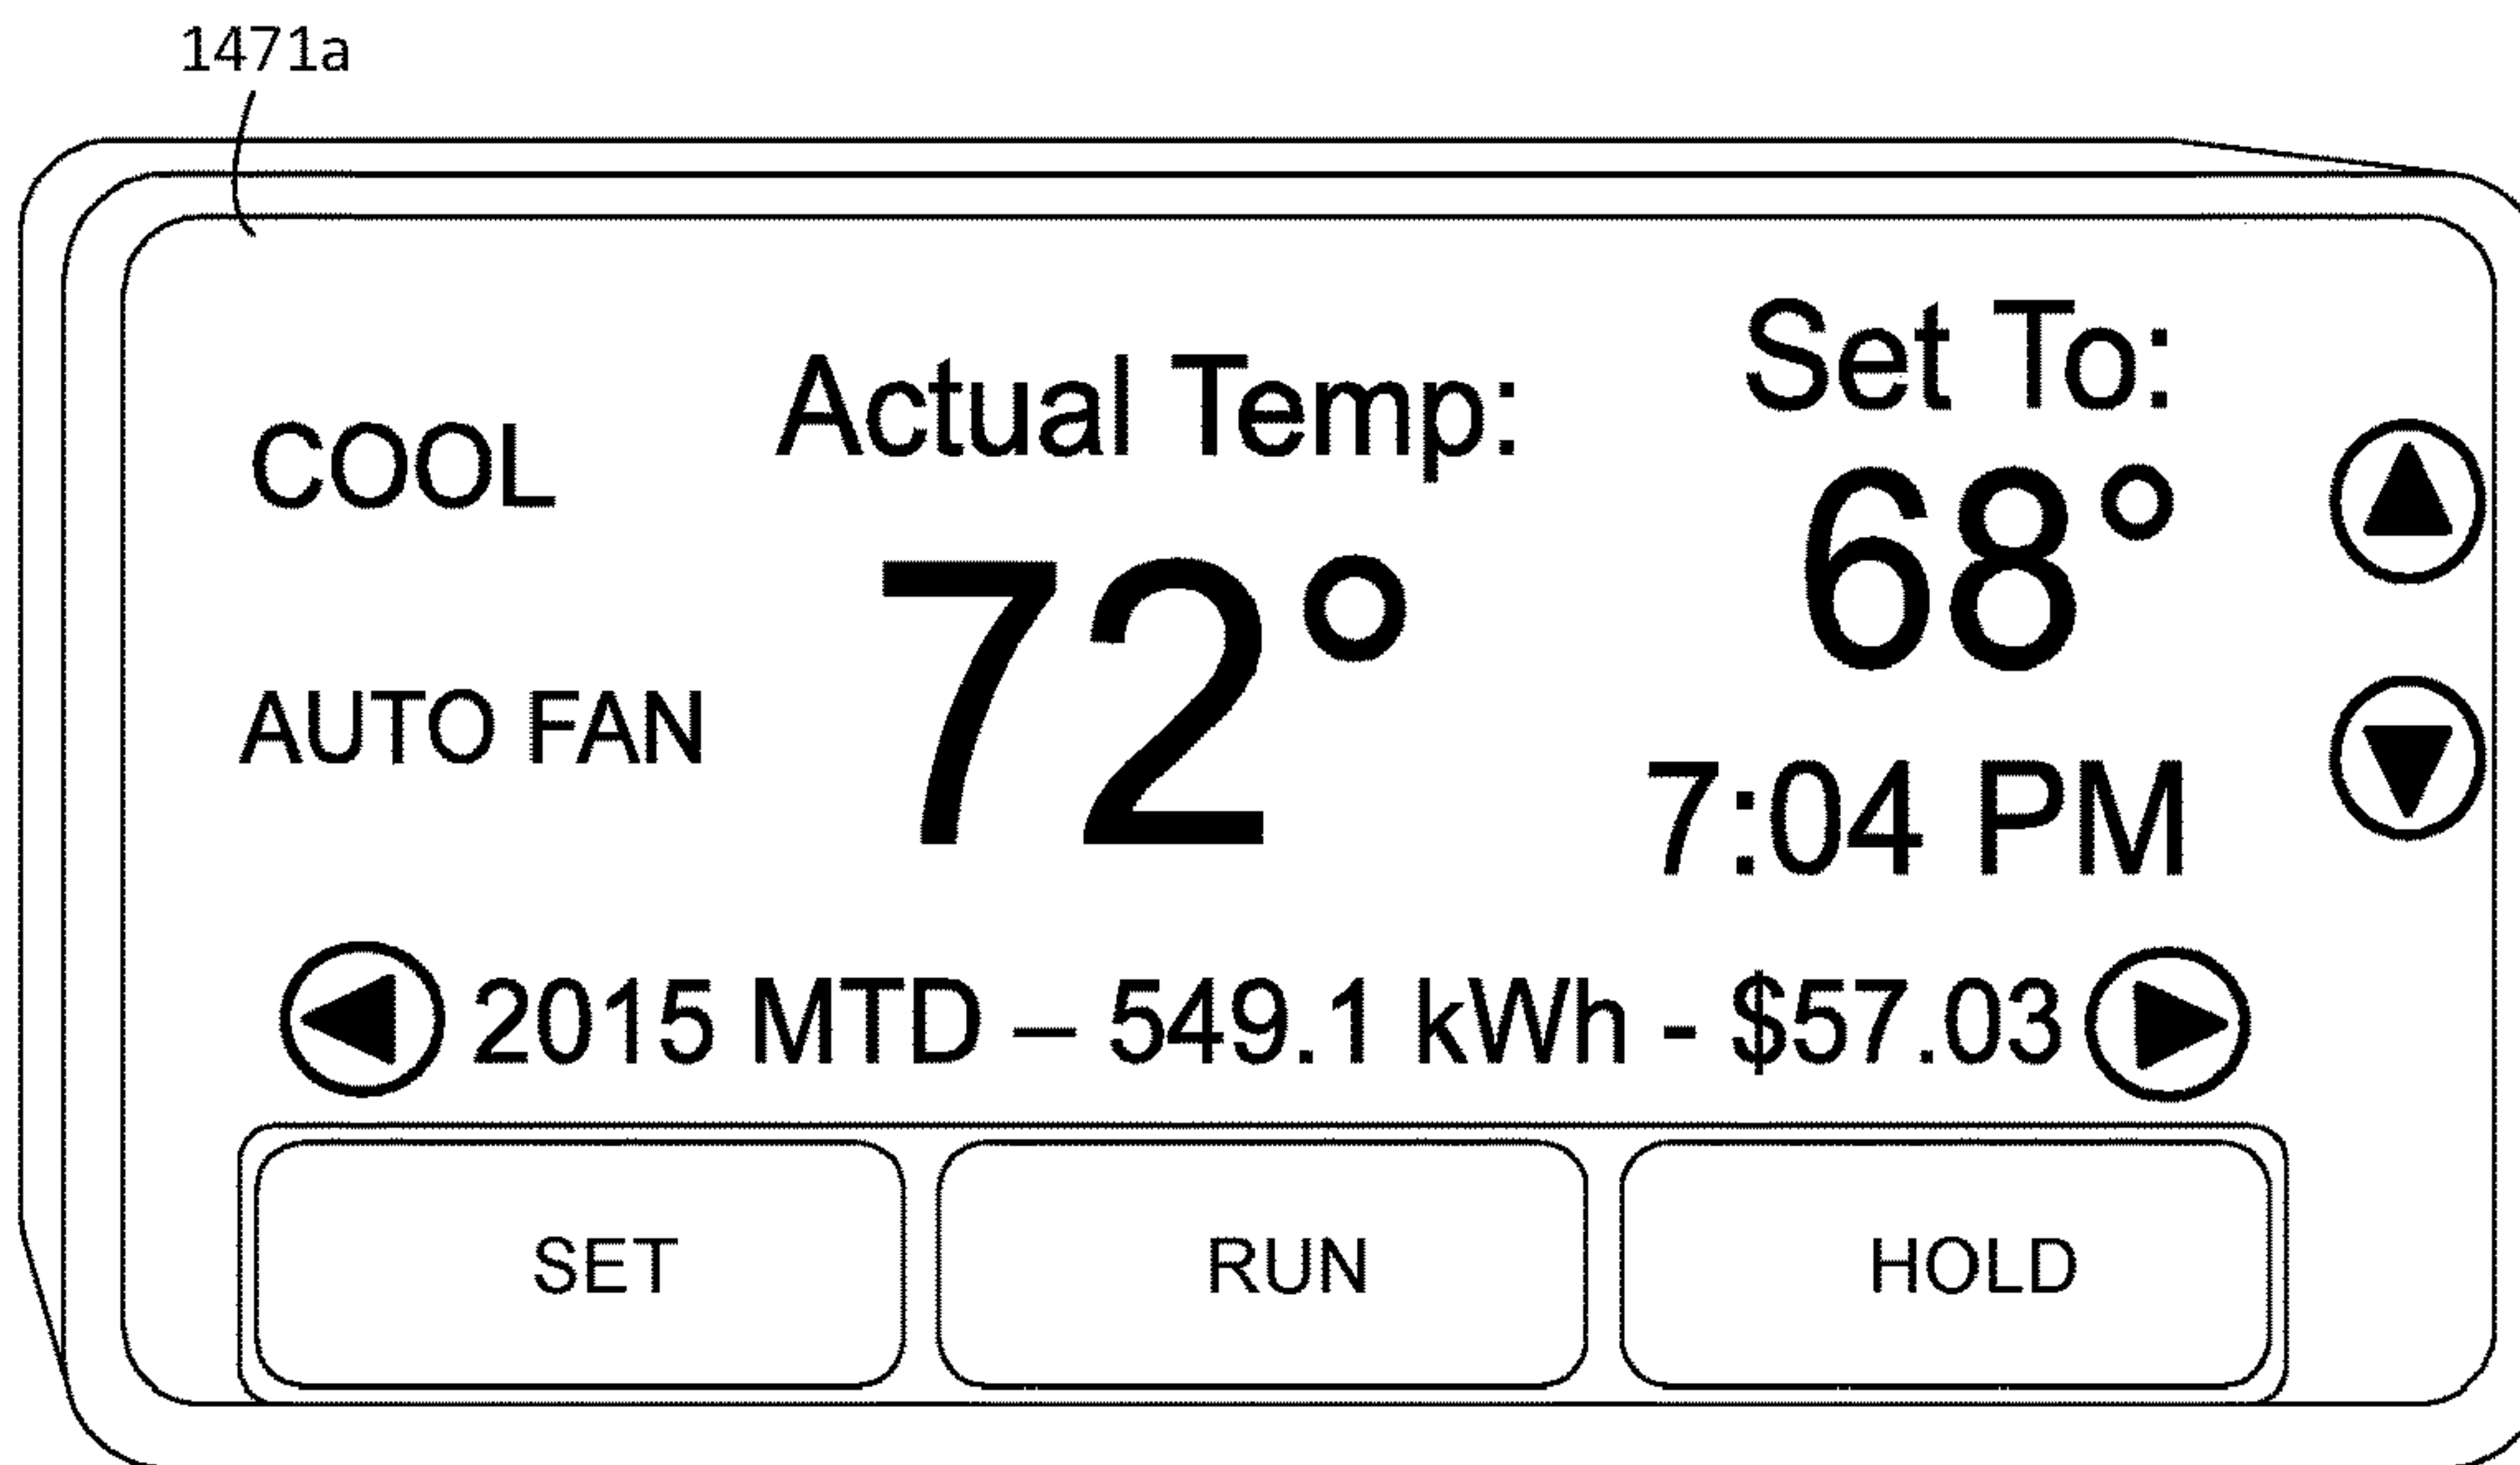 1471a
COOL
AUTO FAN
Actual Temp:
72°
Set To:
68°
7:04 PM
2015 MTD – 549.1 kWh - $57.03
SET
RUN
HOLD